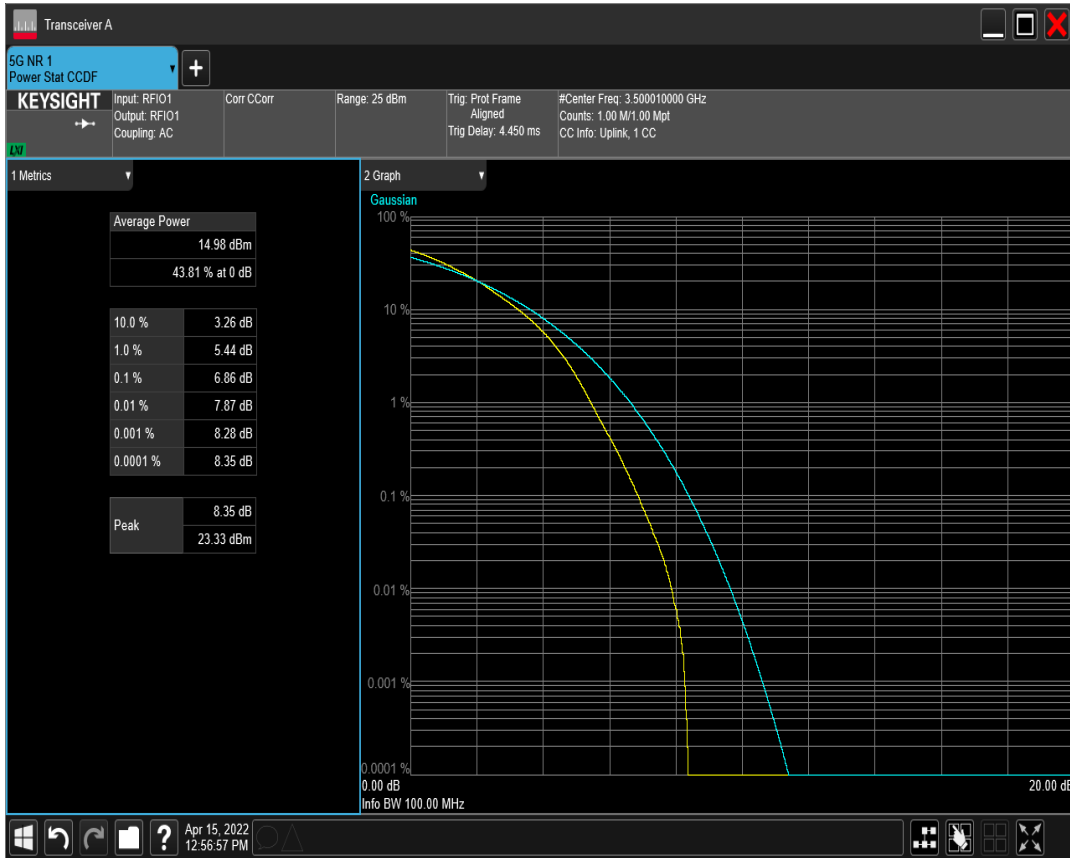 Transceiver A
5G NR 1
Power Stat CCDF
KEYSIGHT
LXI
Input: RFIO1
Output: RFIO1
Coupling: AC
Corr CCorr
Range: 25 dBm
Trig: Prot Frame
Aligned
Trig Delay: 4.450 ms
#Center Freq: 3.500010000 GHz
Counts: 1.00 M/1.00 Mpt
CC Info: Uplink, 1 CC
1 Metrics
Average Power
14.98 dBm
43.81 % at 0 dB
10.0 % 3.26 dB
1.0 % 5.44 dB
0.1 % 6.86 dB
0.01 % 7.87 dB
0.001 % 8.28 dB
0.0001 % 8.35 dB
Peak
8.35 dB
23.33 dBm
2 Graph
Gaussian
100 %
10 %
1 %
0.1 %
0.01 %
0.001 %
0.0001 %
0.00 dB 20.00 dB
Info BW 100.00 MHz
? Apr 15, 2022
12:56:57 PM